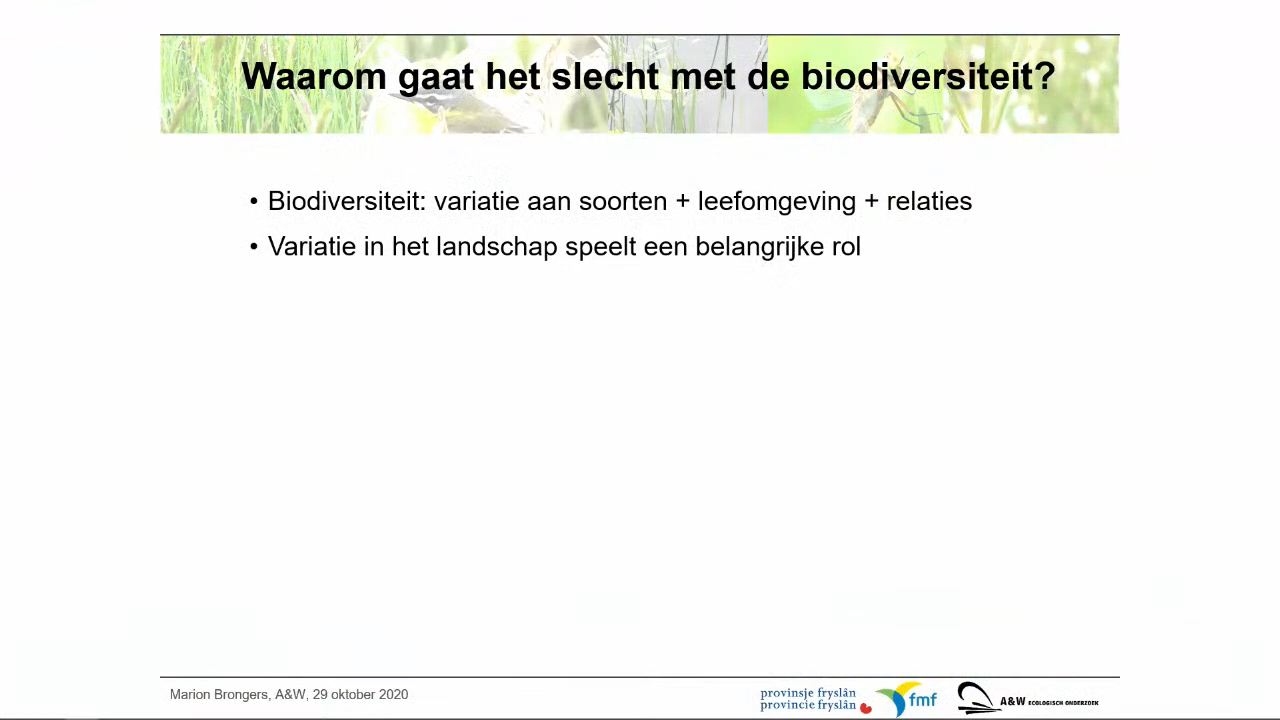 Waarom gaat het slecht met de biodiversiteit?
• Biodiversiteit: variatie aan soorten + leefomgeving + relaties
• Variatie in het landschap speelt een belangrijke rol
Marion Brongers, A&W, 29 oktober 2020
provinsje fryslân
provincie fryslân
fmf
A&W ECOLOGISCH ONDERZOEK